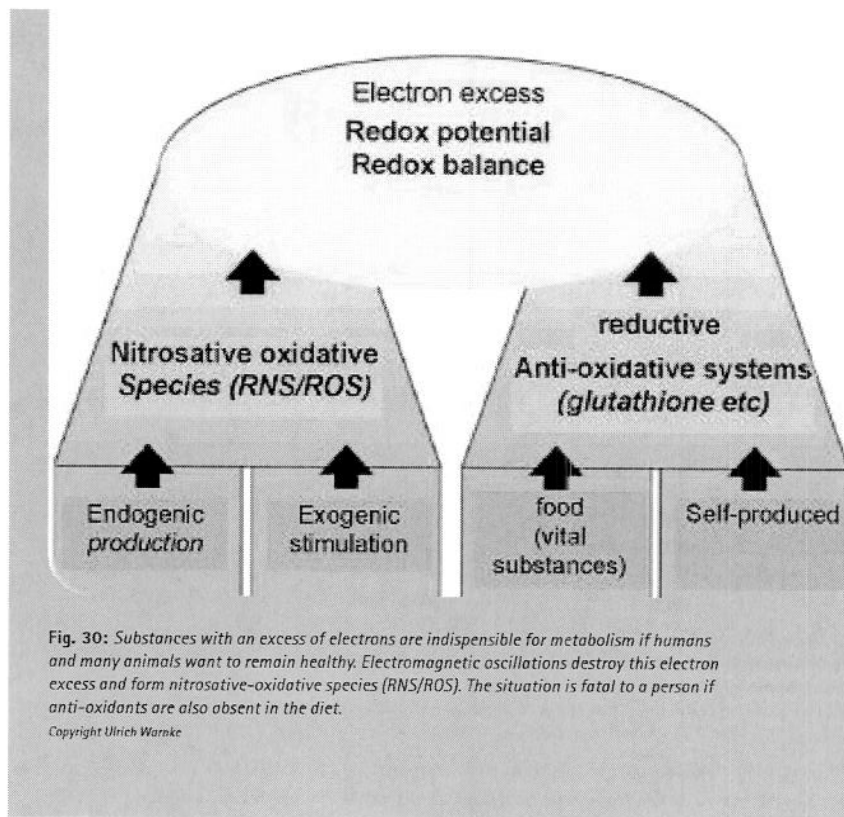 Electron excess
Redox potential
Redox balance
Nitrosative oxidative
Species (RNS/ROS)
reductive
Anti-oxidative systems
(glutathione etc)
Endogenic
production
Exogenic
stimulation
food
(vital
substances)
Self-produced
Fig. 30: Substances with an excess of electrons are indispensible for metabolism if humans
and many animals want to remain healthy. Electromagnetic oscillations destroy this electron
excess and form nitrosative-oxidative species (RNS/ROS). The situation is fatal to a person if
anti-oxidants are also absent in the diet.
Copyright Ulrich Warnke